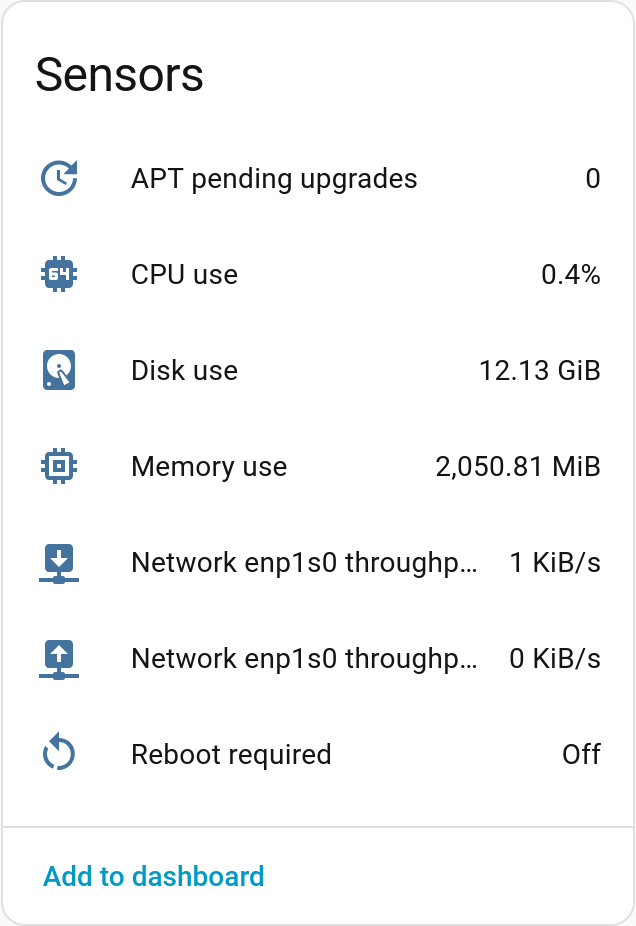 Sensors
APT pending upgrades 0
64
CPU use 0.4%
Disk use 12.13 GiB
Memory use 2,050.81 MiB
Network enp1s0 throughp… 1 KiB/s
Network enp1s0 throughp… 0 KiB/s
Reboot required Off
Add to dashboard